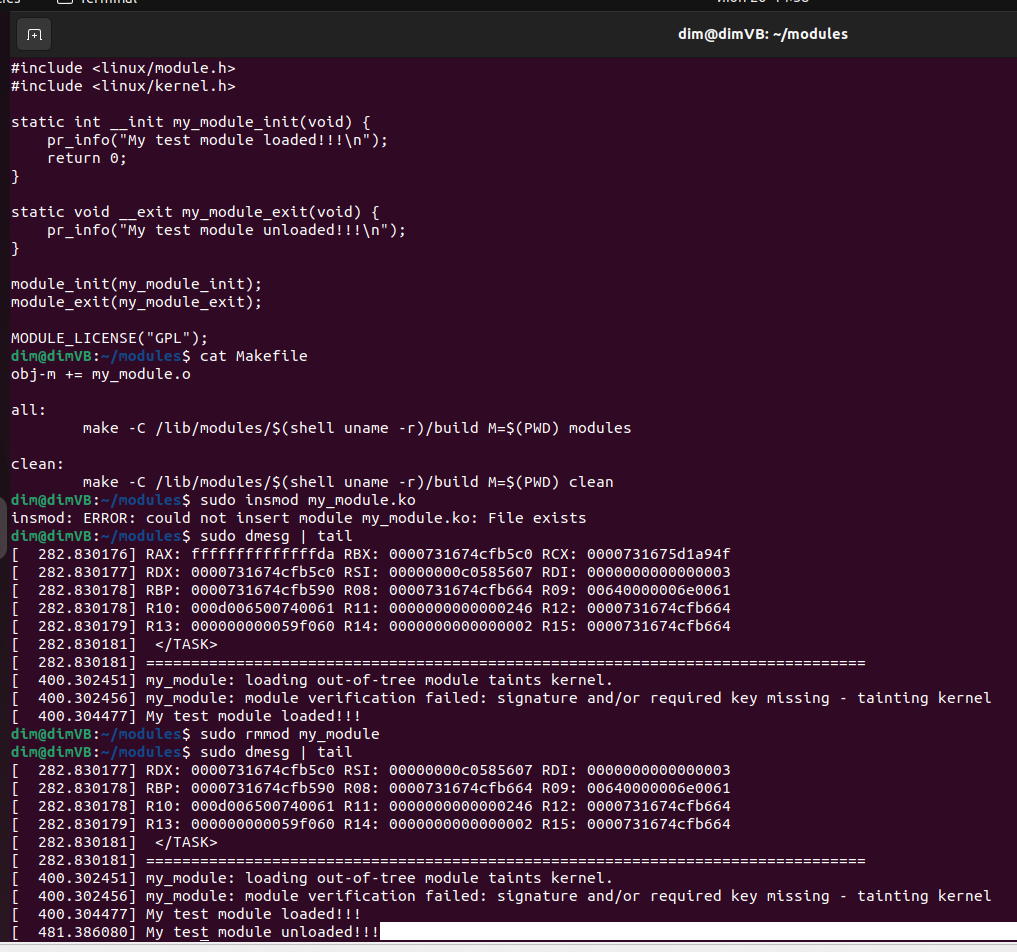 Terminal
dim@dimVB: ~/modules
#include <linux/module.h>
#include <linux/kernel.h>
static int __init my_module_init(void) {
    pr_info("My test module loaded!!!\n");
    return 0;
}
static void __exit my_module_exit(void) {
    pr_info("My test module unloaded!!!\n");
}
module_init(my_module_init);
module_exit(my_module_exit);
MODULE_LICENSE("GPL");
dim@dimVB:~/modules$ cat Makefile
obj-m += my_module.o
all:
        make -C /lib/modules/$(shell uname -r)/build M=$(PWD) modules
clean:
        make -C /lib/modules/$(shell uname -r)/build M=$(PWD) clean
dim@dimVB:~/modules$ sudo insmod my_module.ko
insmod: ERROR: could not insert module my_module.ko: File exists
dim@dimVB:~/modules$ sudo dmesg | tail
[  282.830176] RAX: ffffffffffffffda RBX: 0000731674cfb5c0 RCX: 0000731675d1a94f
[  282.830177] RDX: 0000731674cfb5c0 RSI: 00000000c0585607 RDI: 0000000000000003
[  282.830178] RBP: 0000731674cfb590 R08: 0000731674cfb664 R09: 00640000006e0061
[  282.830178] R10: 000d006500740061 R11: 0000000000000246 R12: 0000731674cfb664
[  282.830179] R13: 000000000059f060 R14: 0000000000000002 R15: 0000731674cfb664
[  282.830181]  </TASK>
[  282.830181] ================================================================================
[  400.302451] my_module: loading out-of-tree module taints kernel.
[  400.302456] my_module: module verification failed: signature and/or required key missing - tainting kernel
[  400.304477] My test module loaded!!!
dim@dimVB:~/modules$ sudo rmmod my_module
dim@dimVB:~/modules$ sudo dmesg | tail
[  282.830177] RDX: 0000731674cfb5c0 RSI: 00000000c0585607 RDI: 0000000000000003
[  282.830178] RBP: 0000731674cfb590 R08: 0000731674cfb664 R09: 00640000006e0061
[  282.830178] R10: 000d006500740061 R11: 0000000000000246 R12: 0000731674cfb664
[  282.830179] R13: 000000000059f060 R14: 0000000000000002 R15: 0000731674cfb664
[  282.830181]  </TASK>
[  282.830181] ================================================================================
[  400.302451] my_module: loading out-of-tree module taints kernel.
[  400.302456] my_module: module verification failed: signature and/or required key missing - tainting kernel
[  400.304477] My test module loaded!!!
[  481.386080] My test module unloaded!!!